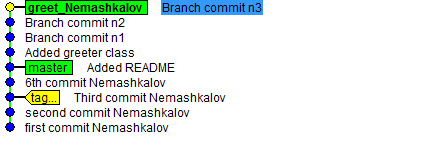 greet_Nemashkalov Branch commit n3
Branch commit n2
Branch commit n1
Added greeter class
master Added README
6th commit Nemashkalov
tag... Third commit Nemashkalov
second commit Nemashkalov
first commit Nemashkalov